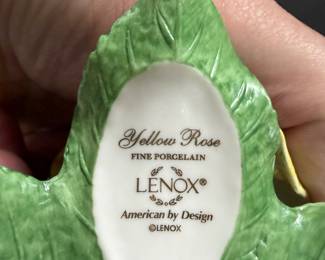 Yellow Rose
FINE PORCELAIN
LENOX®
American by Design
©LENOX